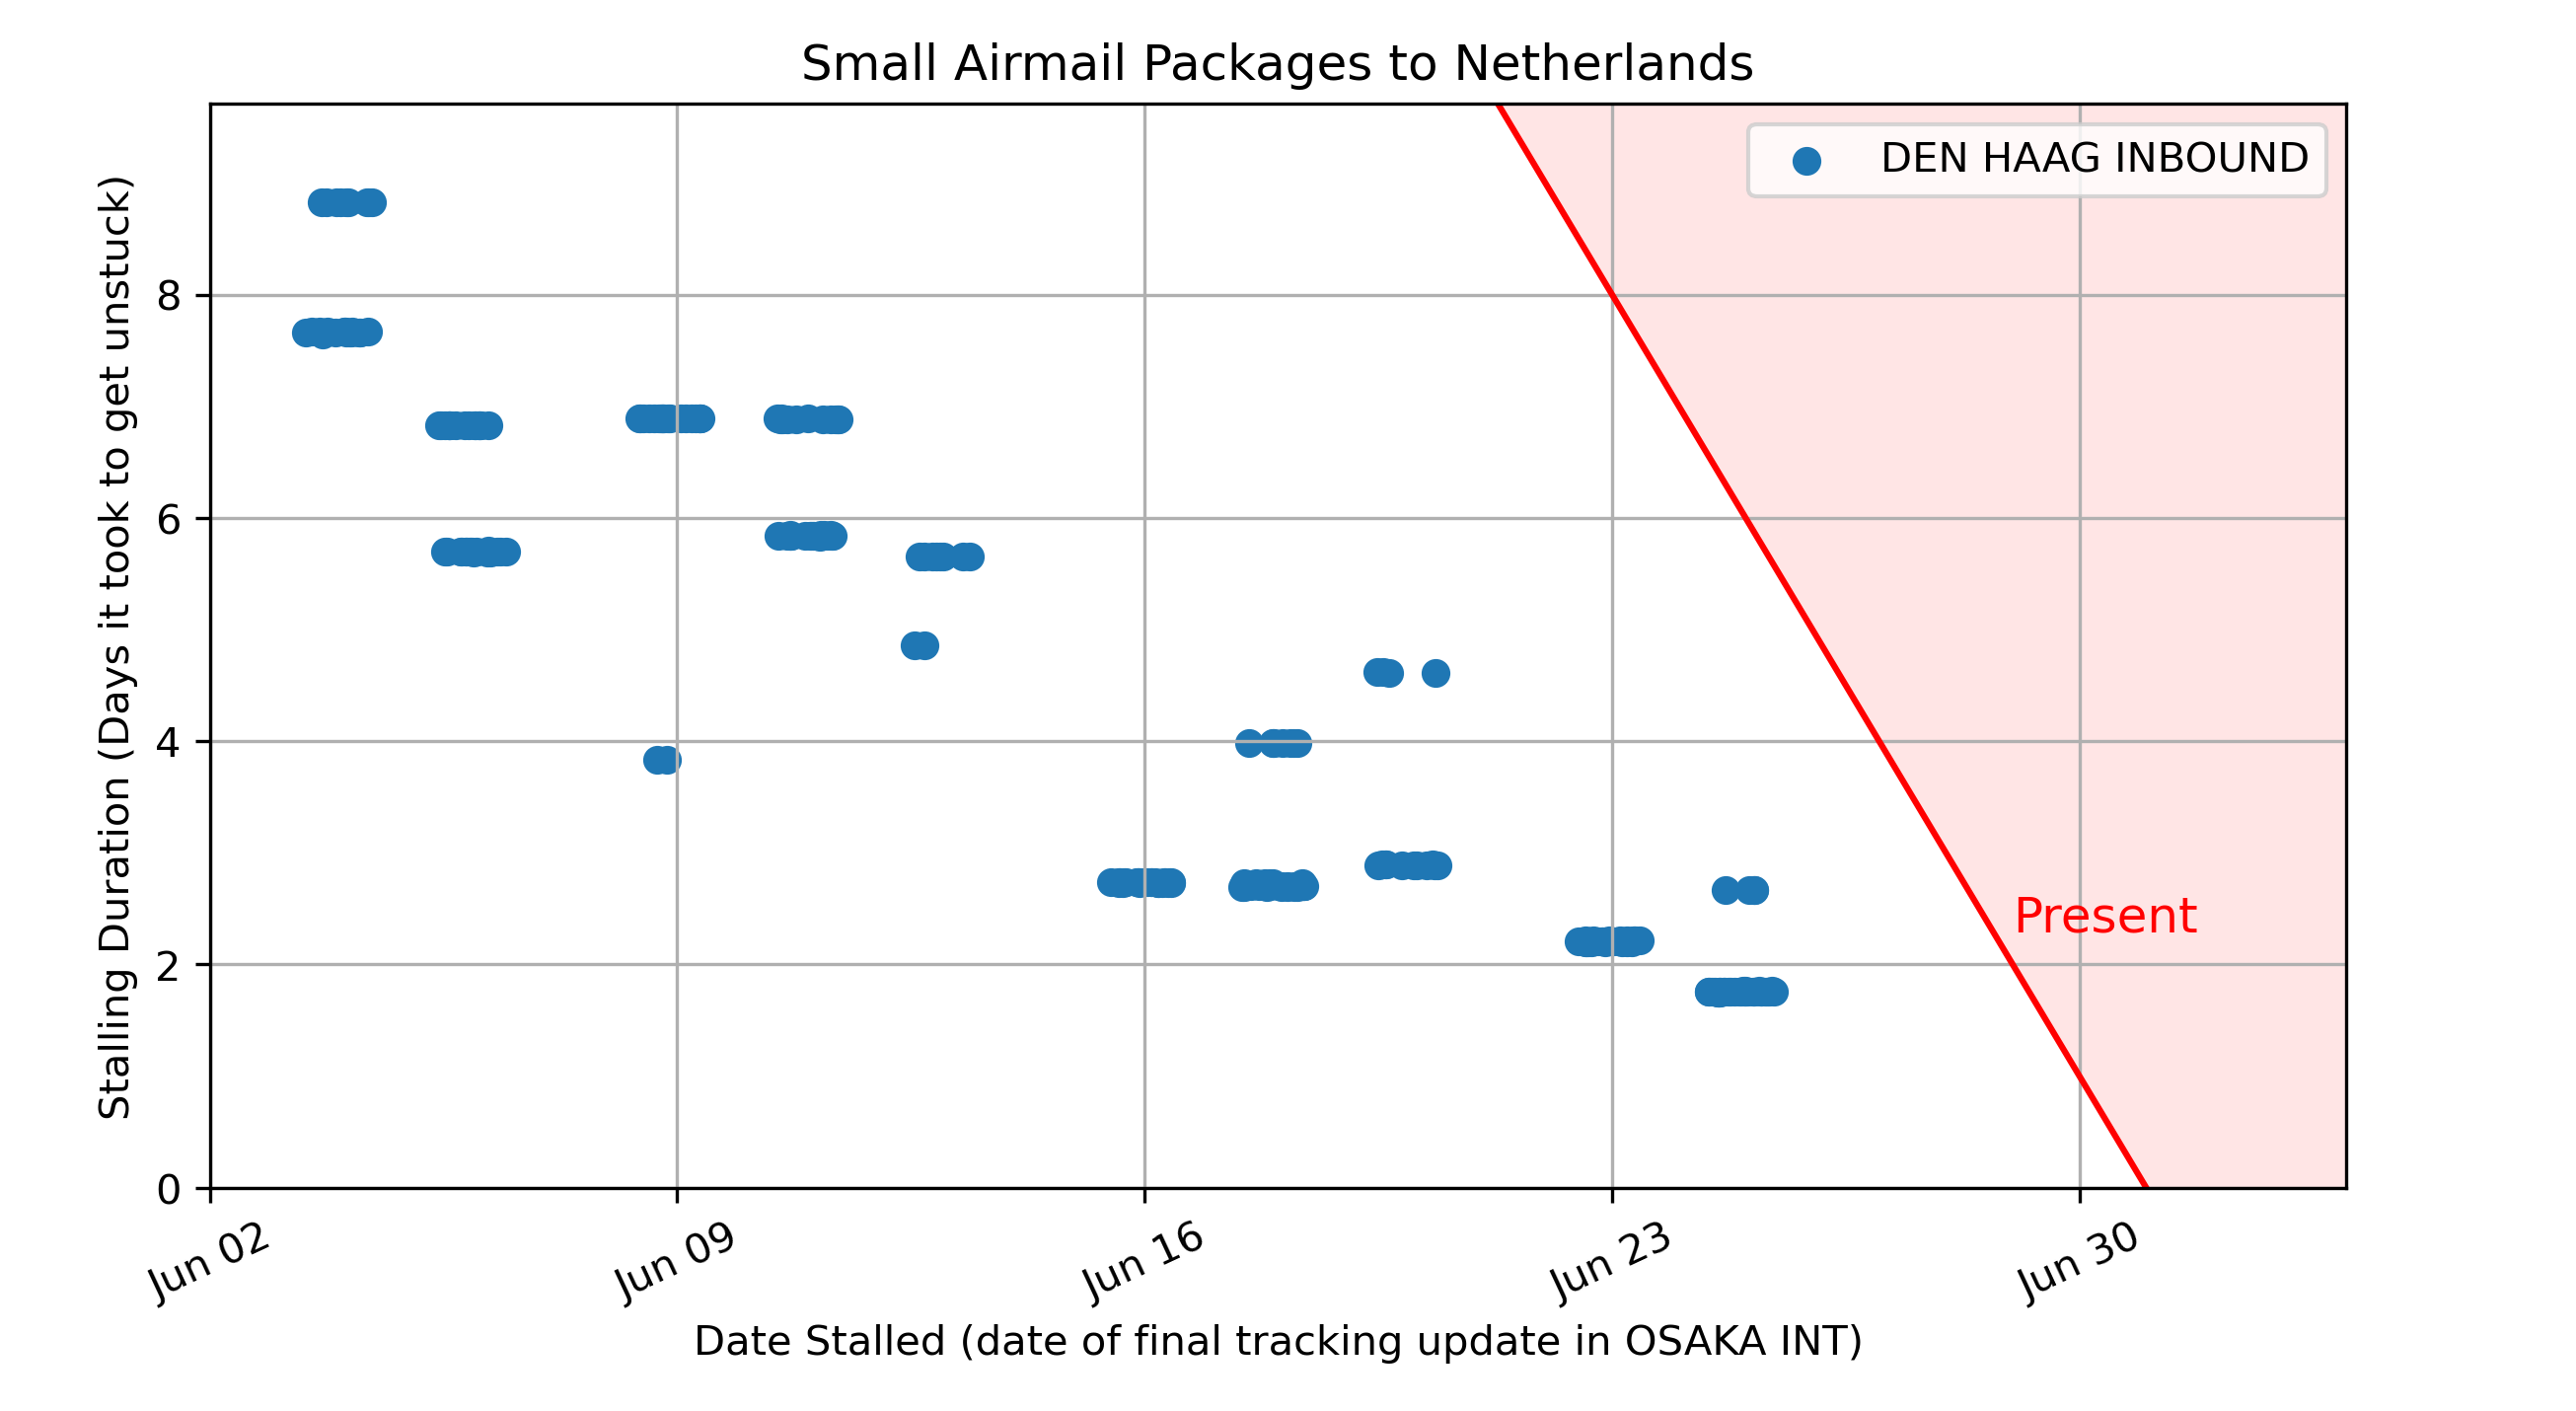 Small Airmail Packages to Netherlands
DEN HAAG INBOUND
Stalling Duration (Days it took to get unstuck)
8
6
4
2
0
Present
Jun 02
Jun 09
Jun 16
Jun 23
Jun 30
Date Stalled (date of final tracking update in OSAKA INT)